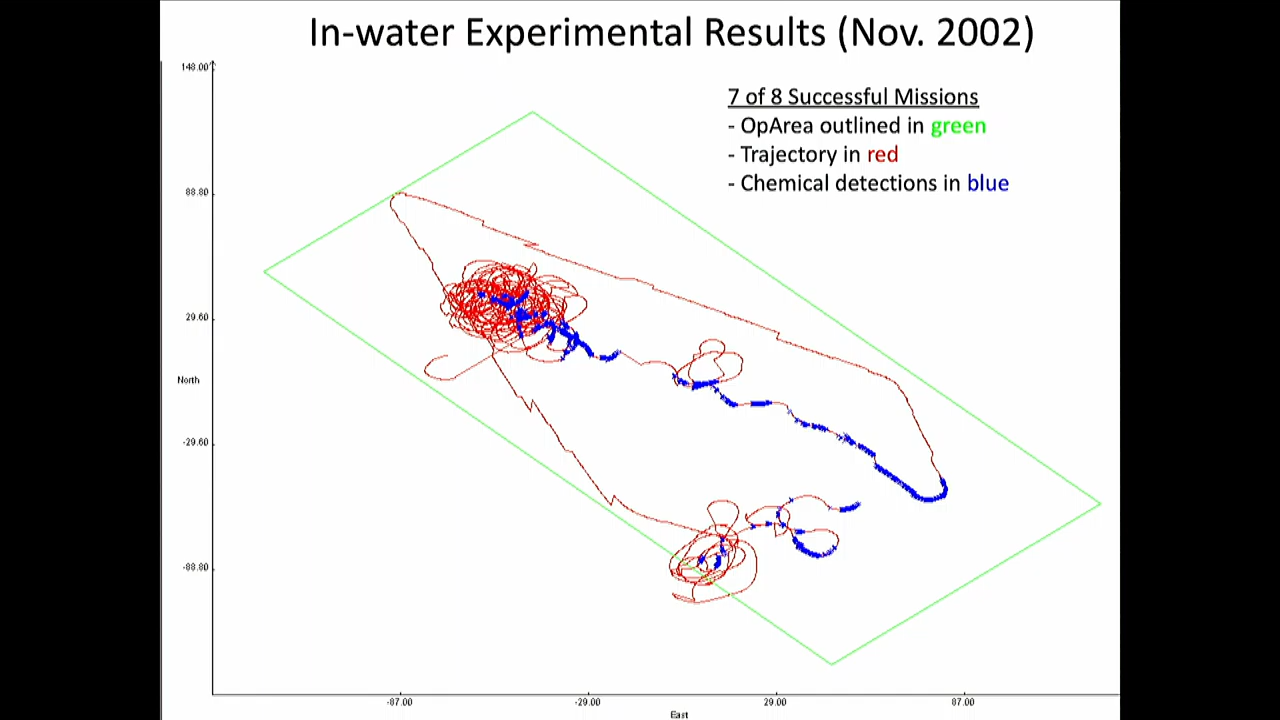 In-water Experimental Results (Nov. 2002)
7 of 8 Successful Missions
- OpArea outlined in green
- Trajectory in red
- Chemical detections in blue
148.00
88.80
29.60
North
-29.60
-88.80
-87.00
-29.00
29.00
87.00
East